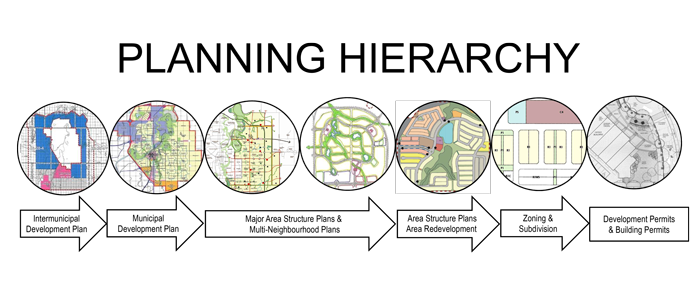 PLANNING HIERARCHY
Intermunicipal
Development Plan
Municipal
Development Plan
Major Area Structure Plans &
Multi-Neighbourhood Plans
Area Structure Plans
Area Redevelopment
Zoning &
Subdivision
Development Permits
& Building Permits